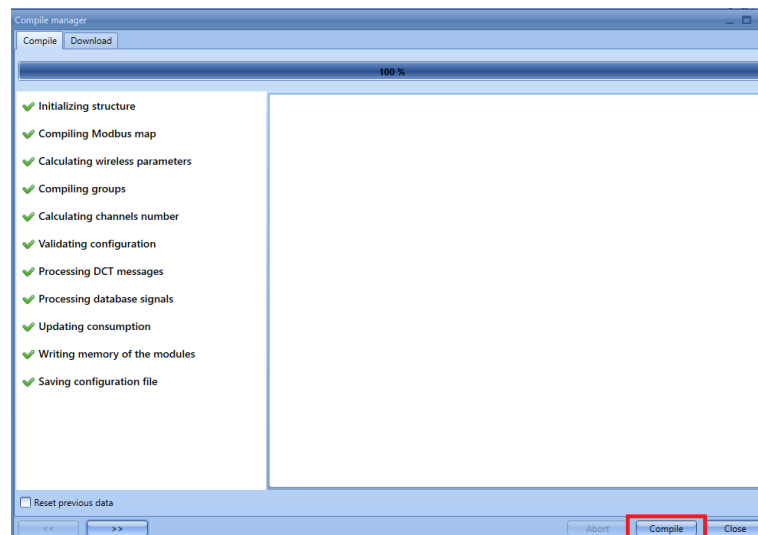 Compile manager
Compile Download
100 %
Initializing structure
Compiling Modbus map
Calculating wireless parameters
Compiling groups
Calculating channels number
Validating configuration
Processing DCT messages
Processing database signals
Updating consumption
Writing memory of the modules
Saving configuration file
Reset previous data
<< >> Abort Compile Close